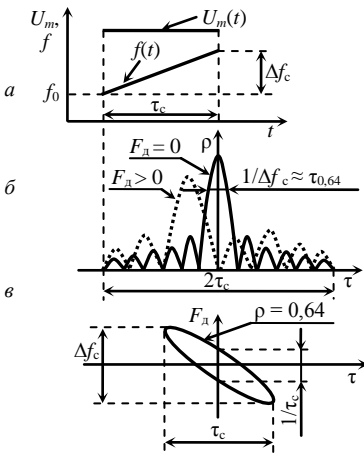 U_m,
f
U_m(t)
f(t)
Δf_c
а
f_0
τ_c
t
б
F_д = 0
ρ
F_д > 0
1/Δf_c ≈ τ_0,64
2τ_c
τ
в
F_д
ρ = 0,64
Δf_c
τ
1/τ_c
τ_c